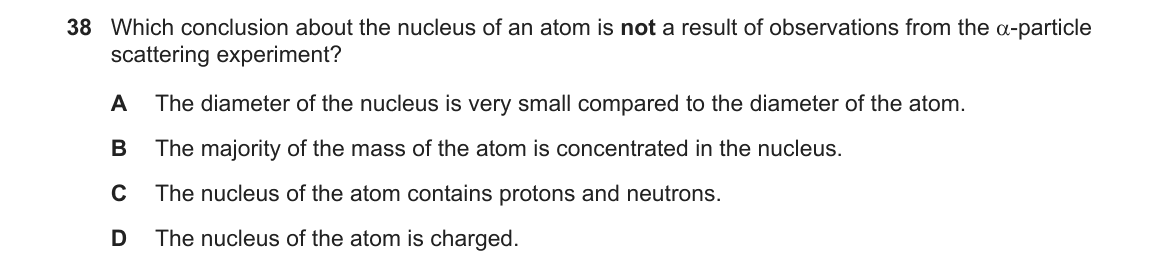 38 Which conclusion about the nucleus of an atom is not a result of observations from the α-particle
scattering experiment?
A The diameter of the nucleus is very small compared to the diameter of the atom.
B The majority of the mass of the atom is concentrated in the nucleus.
C The nucleus of the atom contains protons and neutrons.
D The nucleus of the atom is charged.